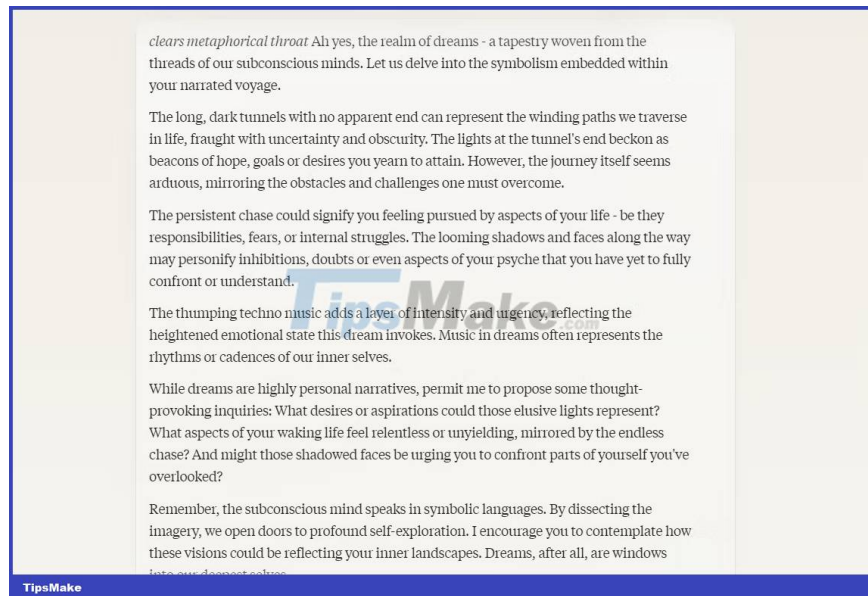 clears metaphorical throat Ah yes, the realm of dreams - a tapestry woven from the
threads of our subconscious minds. Let us delve into the symbolism embedded within
your narrated voyage.
The long, dark tunnels with no apparent end can represent the winding paths we traverse
in life, fraught with uncertainty and obscurity. The lights at the tunnel's end beckon as
beacons of hope, goals or desires you yearn to attain. However, the journey itself seems
arduous, mirroring the obstacles and challenges one must overcome.
The persistent chase could signify you feeling pursued by aspects of your life - be they
responsibilities, fears, or internal struggles. The looming shadows and faces along the way
may personify inhibitions, doubts or even aspects of your psyche that you have yet to fully
confront or understand.
The thumping techno music adds a layer of intensity and urgency, reflecting the
heightened emotional state this dream invokes. Music in dreams often represents the
rhythms or cadences of our inner selves.
TipsMake.com
While dreams are highly personal narratives, permit me to propose some thought-
provoking inquiries: What desires or aspirations could those elusive lights represent?
What aspects of your waking life feel relentless or unyielding, mirrored by the endless
chase? And might those shadowed faces be urging you to confront parts of yourself you've
overlooked?
Remember, the subconscious mind speaks in symbolic languages. By dissecting the
imagery, we open doors to profound self-exploration. I encourage you to contemplate how
these visions could be reflecting your inner landscapes. Dreams, after all, are windows
into our deepest selves.
TipsMake